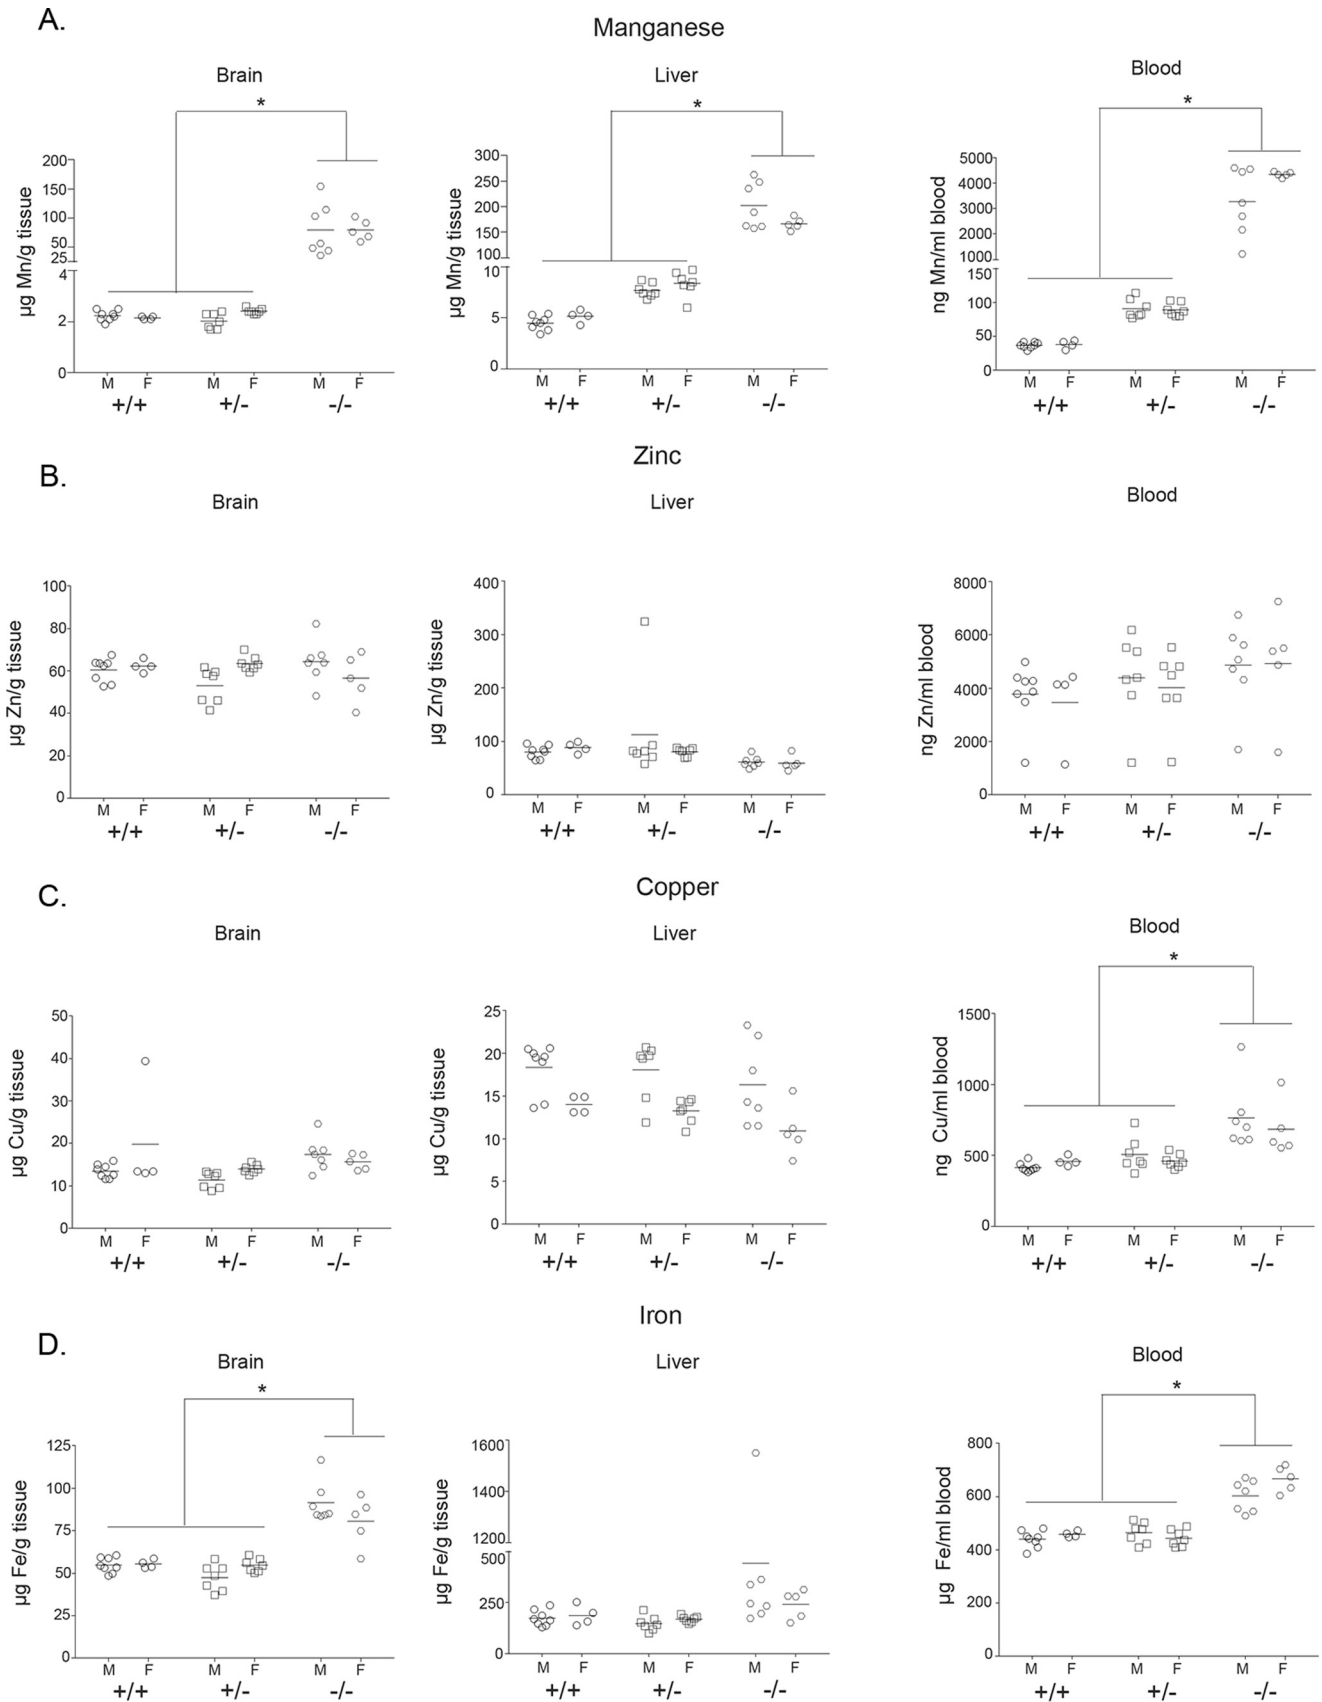 A.
Manganese
Brain
Liver
Blood
*
*
*
µg Mn/g tissue
200
150
100
50
25
4
2
0
M F M F M F
+/+ +/- -/-
µg Mn/g tissue
300
250
200
150
100
10
5
0
M F M F M F
+/+ +/- -/-
ng Mn/ml blood
5000
4000
3000
2000
1000
150
100
50
0
M F M F M F
+/+ +/- -/-
B.
Zinc
Brain
Liver
Blood
µg Zn/g tissue
100
80
60
40
20
0
M F M F M F
+/+ +/- -/-
µg Zn/g tissue
400
300
200
100
0
M F M F M F
+/+ +/- -/-
ng Zn/ml blood
8000
6000
4000
2000
0
M F M F M F
+/+ +/- -/-
C.
Copper
Brain
Liver
Blood
*
µg Cu/g tissue
50
40
30
20
10
0
M F M F M F
+/+ +/- -/-
µg Cu/g tissue
25
20
15
10
5
0
M F M F M F
+/+ +/- -/-
ng Cu/ml blood
1500
1000
500
0
M F M F M F
+/+ +/- -/-
D.
Iron
Brain
Liver
Blood
*
*
µg Fe/g tissue
125
100
75
50
25
0
M F M F M F
+/+ +/- -/-
µg Fe/g tissue
1600
1400
1200
500
250
0
M F M F M F
+/+ +/- -/-
µg Fe/ml blood
800
600
400
200
0
M F M F M F
+/+ +/- -/-